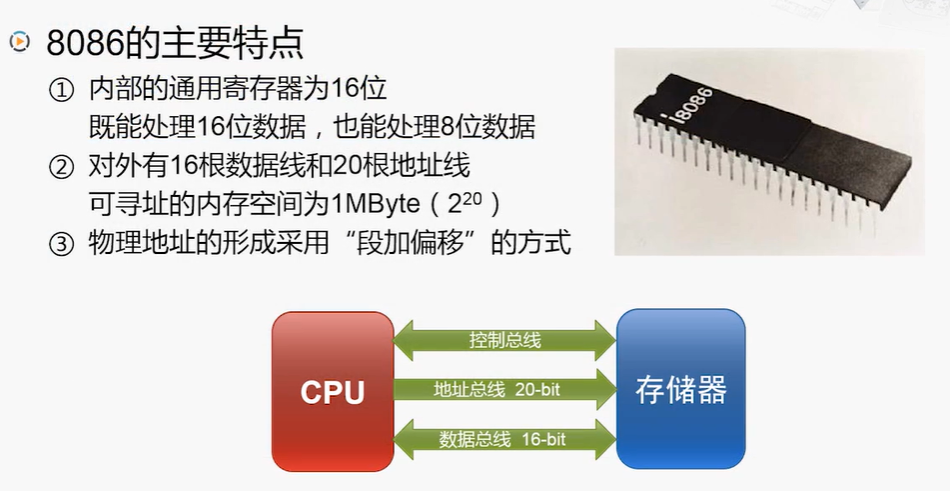 8086的主要特点
① 内部的通用寄存器为16位
既能处理16位数据，也能处理8位数据
② 对外有16根数据线和20根地址线
可寻址的内存空间为1MByte（2²⁰）
③ 物理地址的形成采用“段加偏移”的方式
i8086
CPU
控制总线
地址总线 20-bit
数据总线 16-bit
存储器